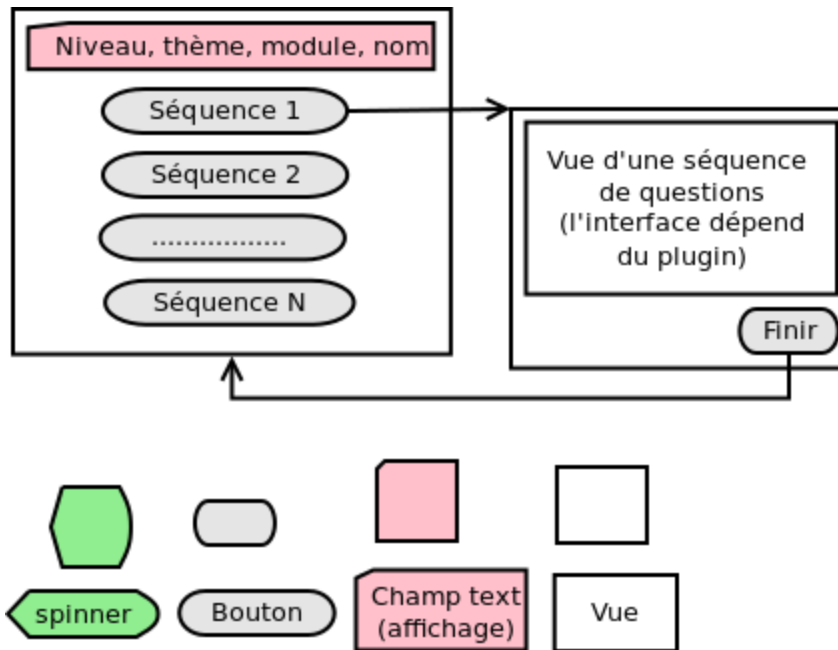 Niveau, thème, module, nom
Séquence 1
Séquence 2
.................
Séquence N
Vue d'une séquence
de questions
(l'interface dépend
du plugin)
Finir
spinner
Bouton
Champ text
(affichage)
Vue